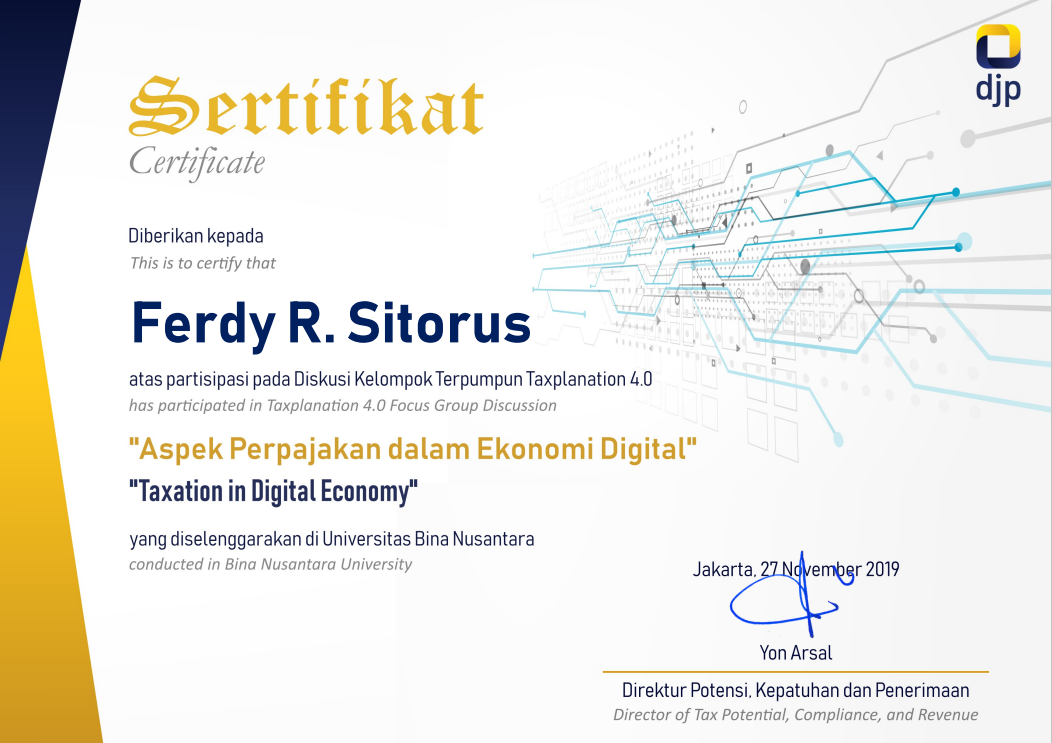 djp
Sertifikat
Certificate
Diberikan kepada
This is to certify that
Ferdy R. Sitorus
atas partisipasi pada Diskusi Kelompok Terpumpun Taxplanation 4.0
has participated in Taxplanation 4.0 Focus Group Discussion
"Aspek Perpajakan dalam Ekonomi Digital"
"Taxation in Digital Economy"
yang diselenggarakan di Universitas Bina Nusantara
conducted in Bina Nusantara University
Jakarta, 27 November 2019
Yon Arsal
Direktur Potensi, Kepatuhan dan Penerimaan
Director of Tax Potential, Compliance, and Revenue